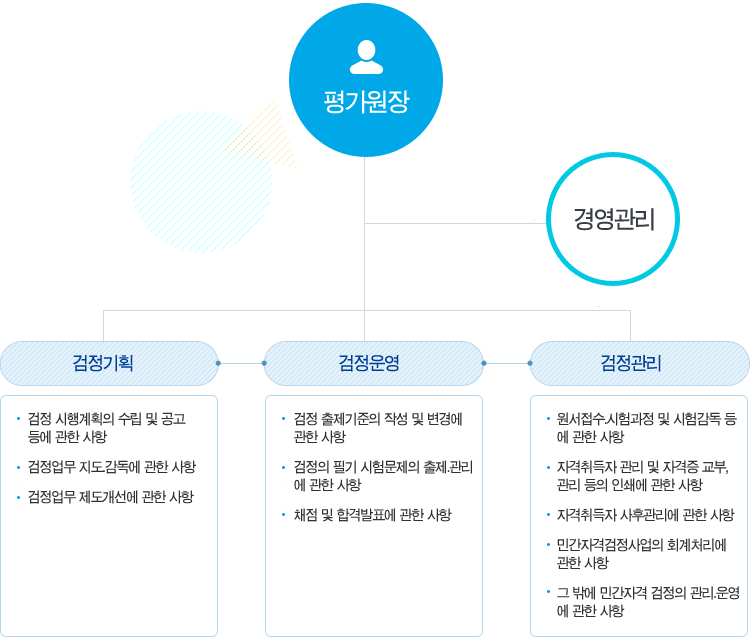 평가원장
경영관리
검정기획
검정 시행계획의 수립 및 공고
등에 관한 사항
검정업무 지도.감독에 관한 사항
검정업무 제도개선에 관한 사항
검정운영
검정 출제기준의 작성 및 변경에
관한 사항
검정의 필기 시험문제의 출제.관리
에 관한 사항
채점 및 합격발표에 관한 사항
검정관리
원서접수.시험과정 및 시험감독 등
에 관한 사항
자격취득자 관리 및 자격증 교부,
관리 등의 인쇄에 관한 사항
자격취득자 사후관리에 관한 사항
민간자격검정사업의 회계처리에
관한 사항
그 밖에 민간자격 검정의 관리.운영
에 관한 사항